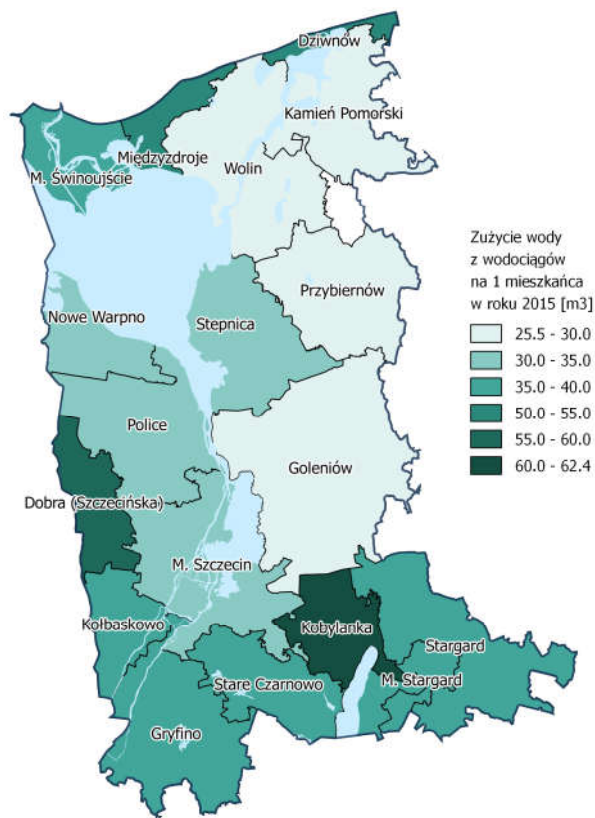 Dziwnów
Kamień Pomorski
Międzyzdroje
Wolin
M. Świnoujście
Zużycie wody
z wodociągów
na 1 mieszkańca
w roku 2015 [m3]
25.5 - 30.0
30.0 - 35.0
35.0 - 40.0
50.0 - 55.0
55.0 - 60.0
60.0 - 62.4
Przybiernów
Nowe Warpno
Stepnica
Police
Goleniów
Dobra (Szczecińska)
M. Szczecin
Kołbaskowo
Kobylanka
Stargard
M. Stargard
Stare Czarnowo
Gryfino